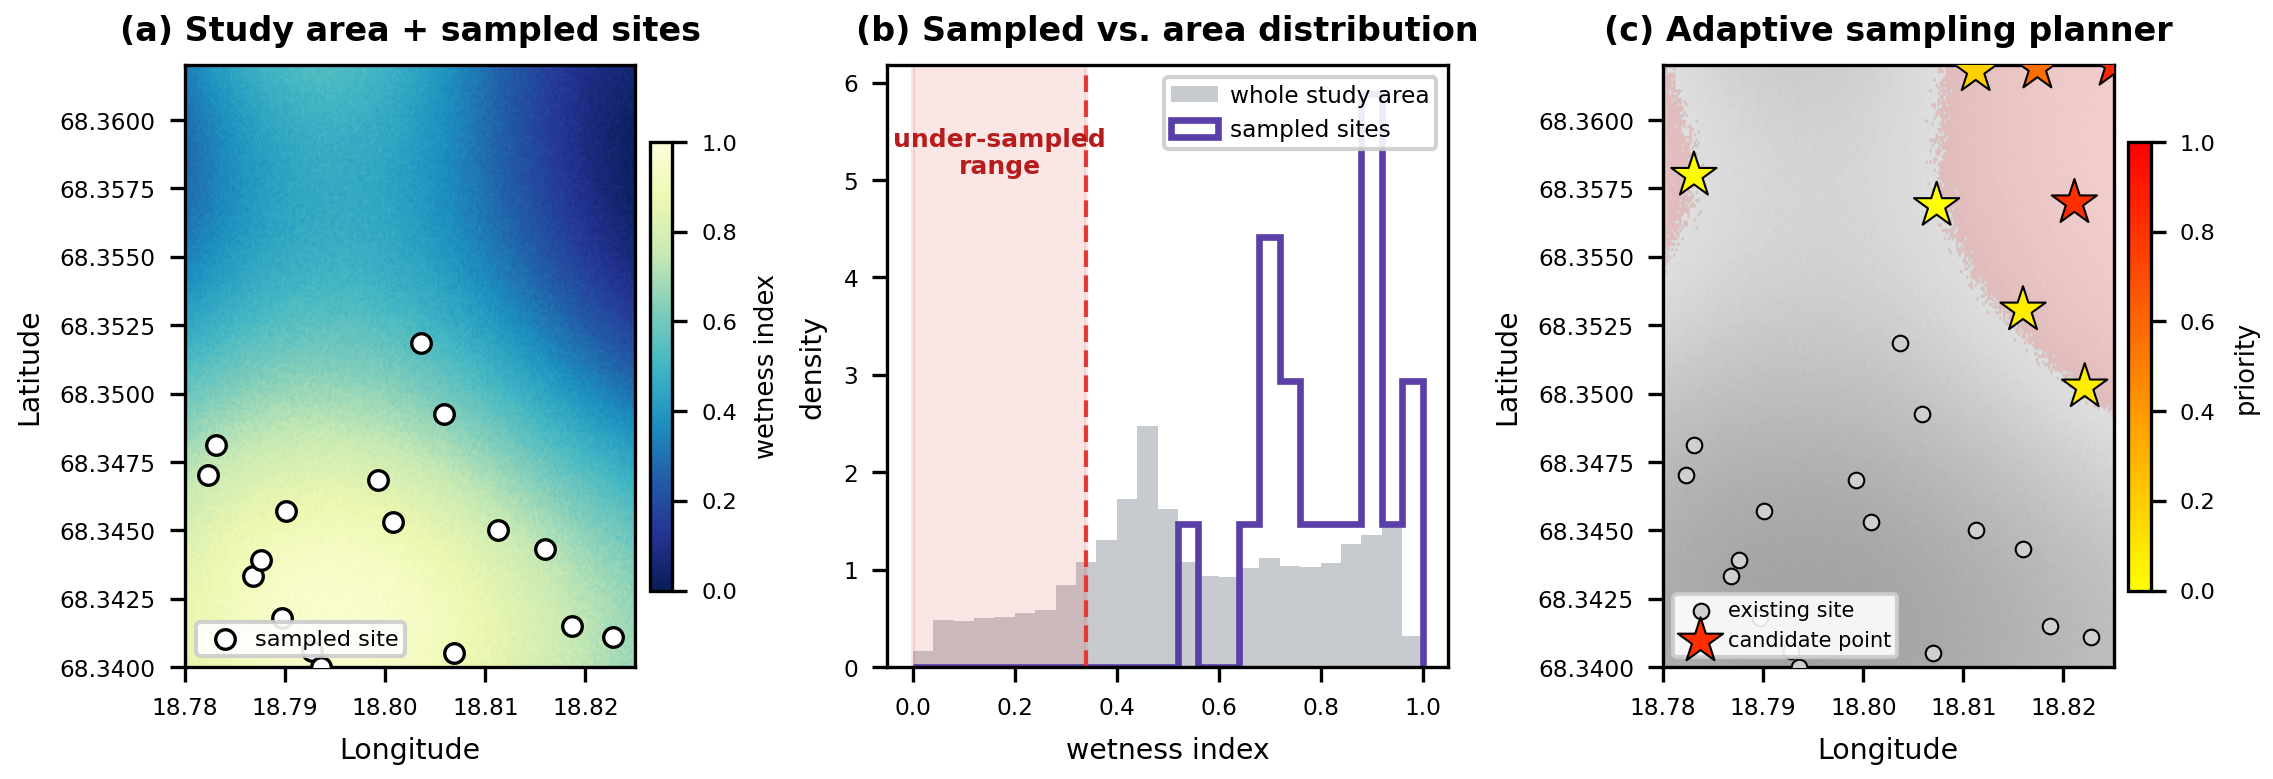 (a) Study area + sampled sites
68.3600
68.3575
68.3550
68.3525
68.3500
68.3475
68.3450
68.3425
68.3400
Latitude
18.78
18.79
18.80
18.81
18.82
Longitude
sampled site
1.0
0.8
0.6
0.4
0.2
0.0
wetness index
(b) Sampled vs. area distribution
6
5
4
3
2
1
0
density
under-sampled
range
whole study area
sampled sites
0.0
0.2
0.4
0.6
0.8
1.0
wetness index
(c) Adaptive sampling planner
68.3600
68.3575
68.3550
68.3525
68.3500
68.3475
68.3450
68.3425
68.3400
Latitude
18.78
18.79
18.80
18.81
18.82
Longitude
existing site
candidate point
1.0
0.8
0.6
0.4
0.2
0.0
priority